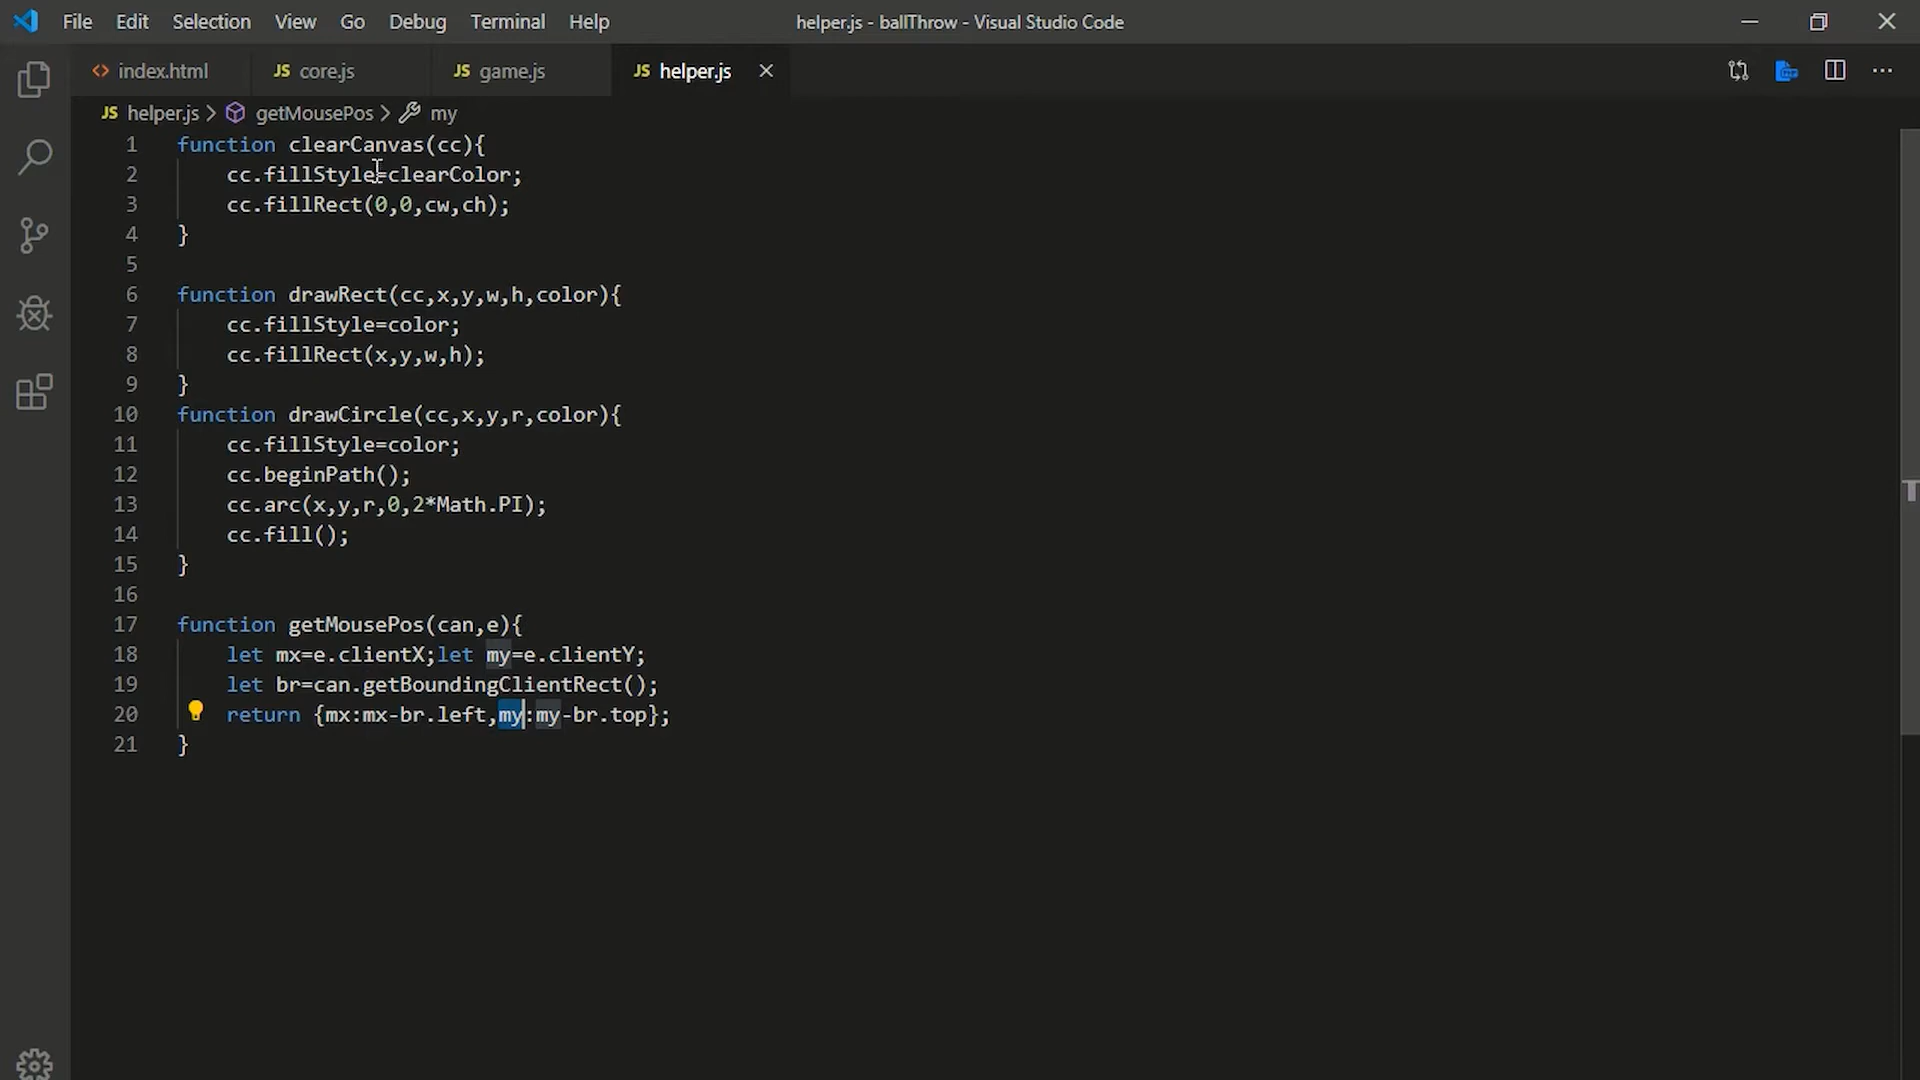 File Edit Selection View Go Debug Terminal Help helper.js - ballThrow - Visual Studio Code
<> index.html JS core.js JS game.js JS helper.js
JS helper.js > getMousePos > my
1 function clearCanvas(cc){
2 cc.fillStyle=clearColor;
3 cc.fillRect(0,0,cw,ch);
4 }
5
6 function drawRect(cc,x,y,w,h,color){
7 cc.fillStyle=color;
8 cc.fillRect(x,y,w,h);
9 }
10 function drawCircle(cc,x,y,r,color){
11 cc.fillStyle=color;
12 cc.beginPath();
13 cc.arc(x,y,r,0,2*Math.PI);
14 cc.fill();
15 }
16
17 function getMousePos(can,e){
18 let mx=e.clientX;let my=e.clientY;
19 let br=can.getBoundingClientRect();
20 return {mx:mx-br.left,my:my-br.top};
21 }